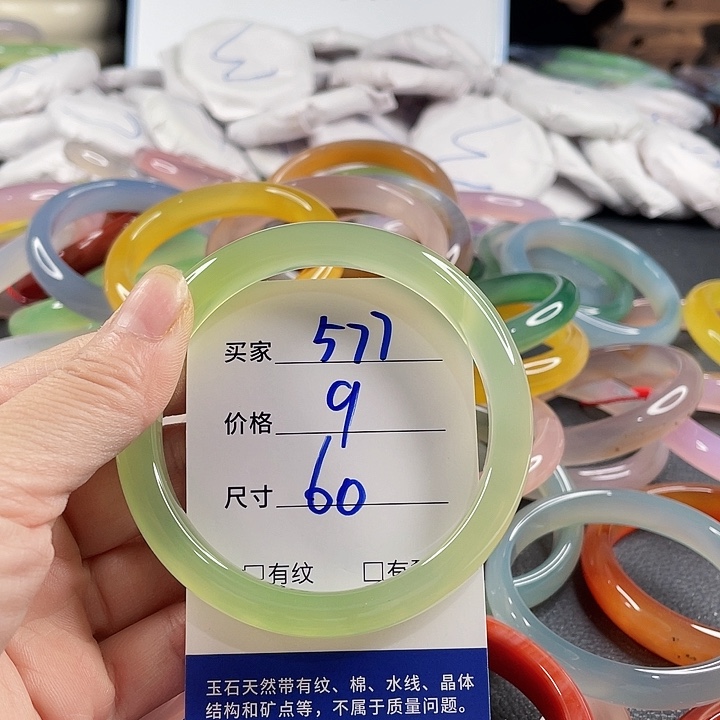 买家 577
价格 9
尺寸 60
□有纹 □有
玉石天然带有纹、棉、水线、晶体
结构和矿点等，不属于质量问题。